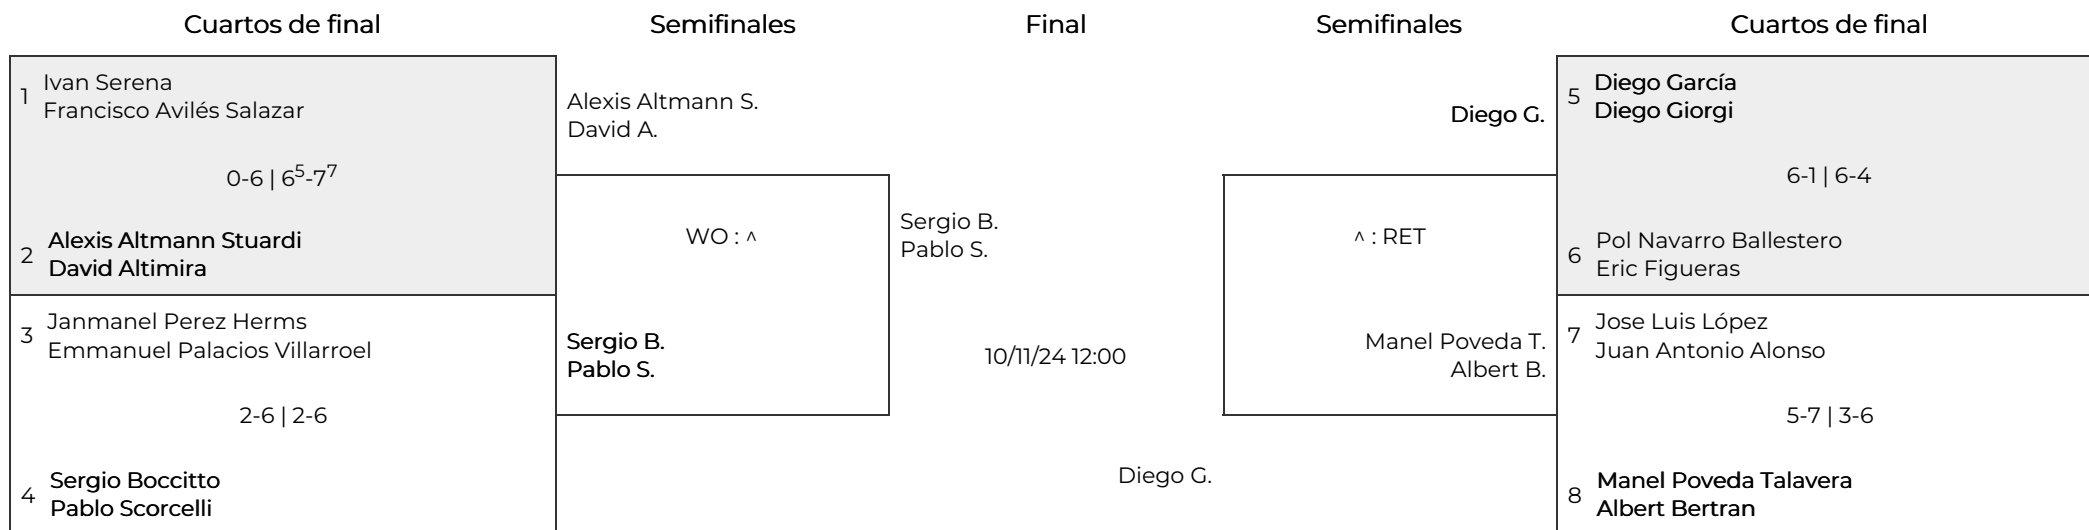 Cuartos de final
Semifinales
Final
Semifinales
Cuartos de final
1
Ivan Serena
Francisco Avilés Salazar
0-6 | 6⁵-7⁷
2
Alexis Altmann Stuardi
David Altimira
3
Janmanel Perez Herms
Emmanuel Palacios Villarroel
2-6 | 2-6
4
Sergio Boccitto
Pablo Scorcelli
Alexis Altmann S.
David A.
WO : ^
Sergio B.
Pablo S.
Sergio B.
Pablo S.
10/11/24 12:00
Diego G.
Diego G.
^ : RET
Manel Poveda T.
Albert B.
5
Diego García
Diego Giorgi
6-1 | 6-4
6
Pol Navarro Ballestero
Eric Figueras
7
Jose Luis López
Juan Antonio Alonso
5-7 | 3-6
8
Manel Poveda Talavera
Albert Bertran